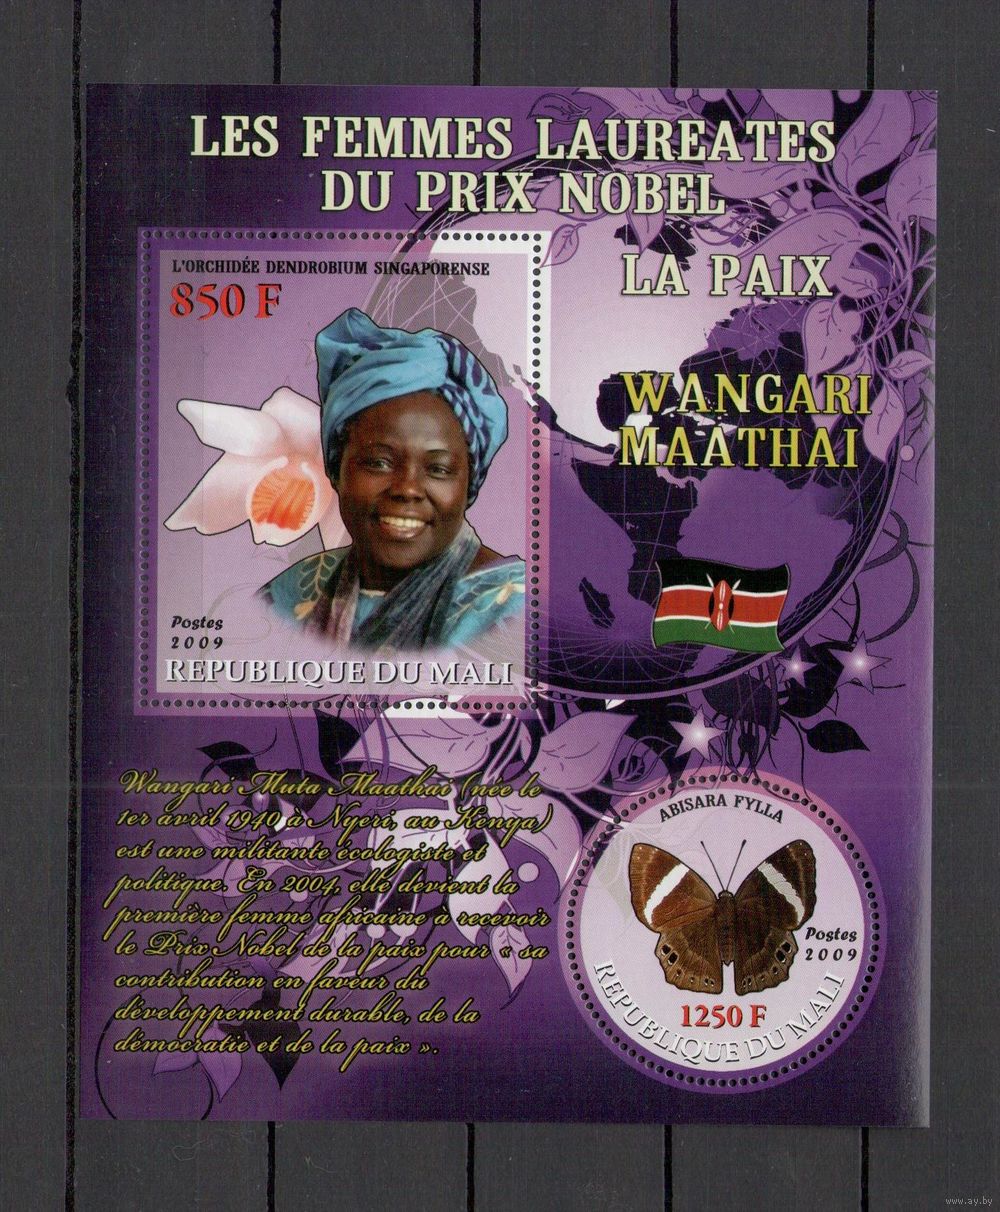 LES FEMMES LAUREATES
DU PRIX NOBEL
LA PAIX
WANGARI
MAATHAI
L'ORCHIDÉE DENDROBIUM SINGAPORENSE
850 F
Postes
2009
REPUBLIQUE DU MALI
Wangari Muta Maathai (née le
1er avril 1940 à Nyeri, au Kenya)
est une militante écologiste et
politique. En 2004, elle devient la
première femme africaine à recevoir
le Prix Nobel de la paix pour « sa
contribution en faveur du
développement durable, de la
démocratie et de la paix ».
ABISARA FYLLA
Postes
2009
1250 F
REPUBLIQUE DU MALI
www.ay.by